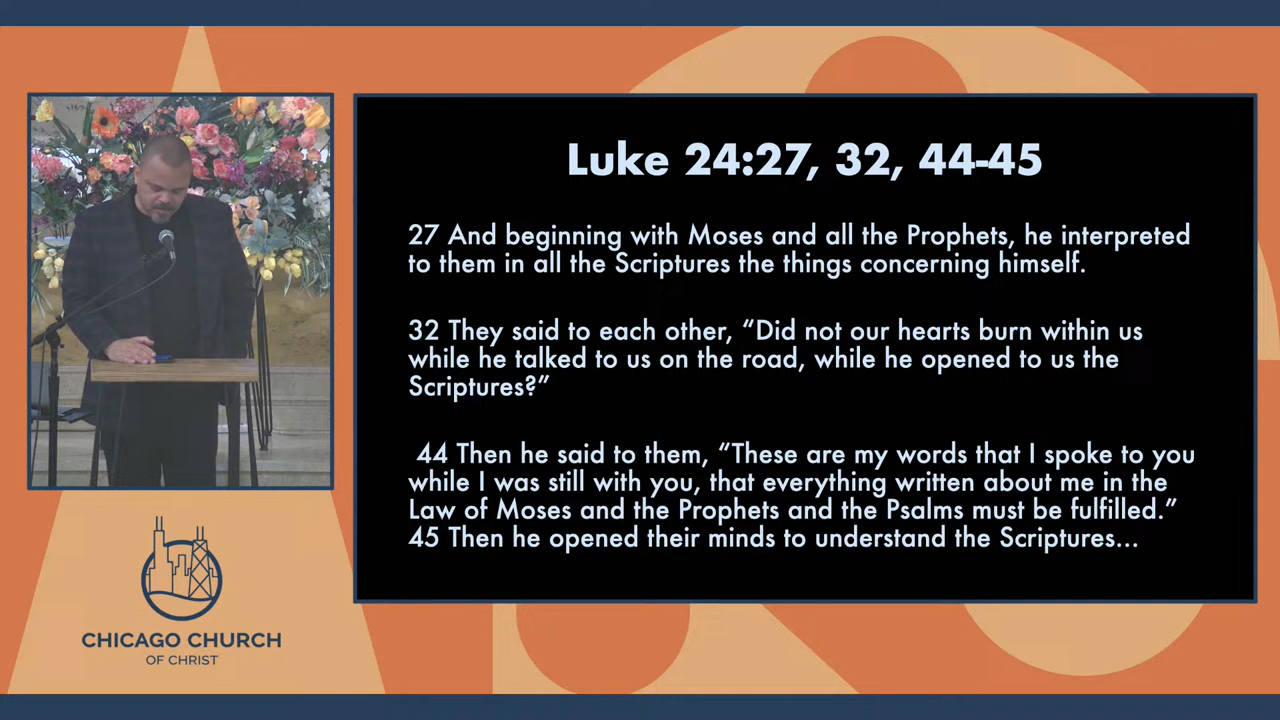 Luke 24:27, 32, 44-45
27 And beginning with Moses and all the Prophets, he interpreted
to them in all the Scriptures the things concerning himself.
32 They said to each other, “Did not our hearts burn within us
while he talked to us on the road, while he opened to us the
Scriptures?”
44 Then he said to them, “These are my words that I spoke to you
while I was still with you, that everything written about me in the
Law of Moses and the Prophets and the Psalms must be fulfilled.”
45 Then he opened their minds to understand the Scriptures...
CHICAGO CHURCH
OF CHRIST